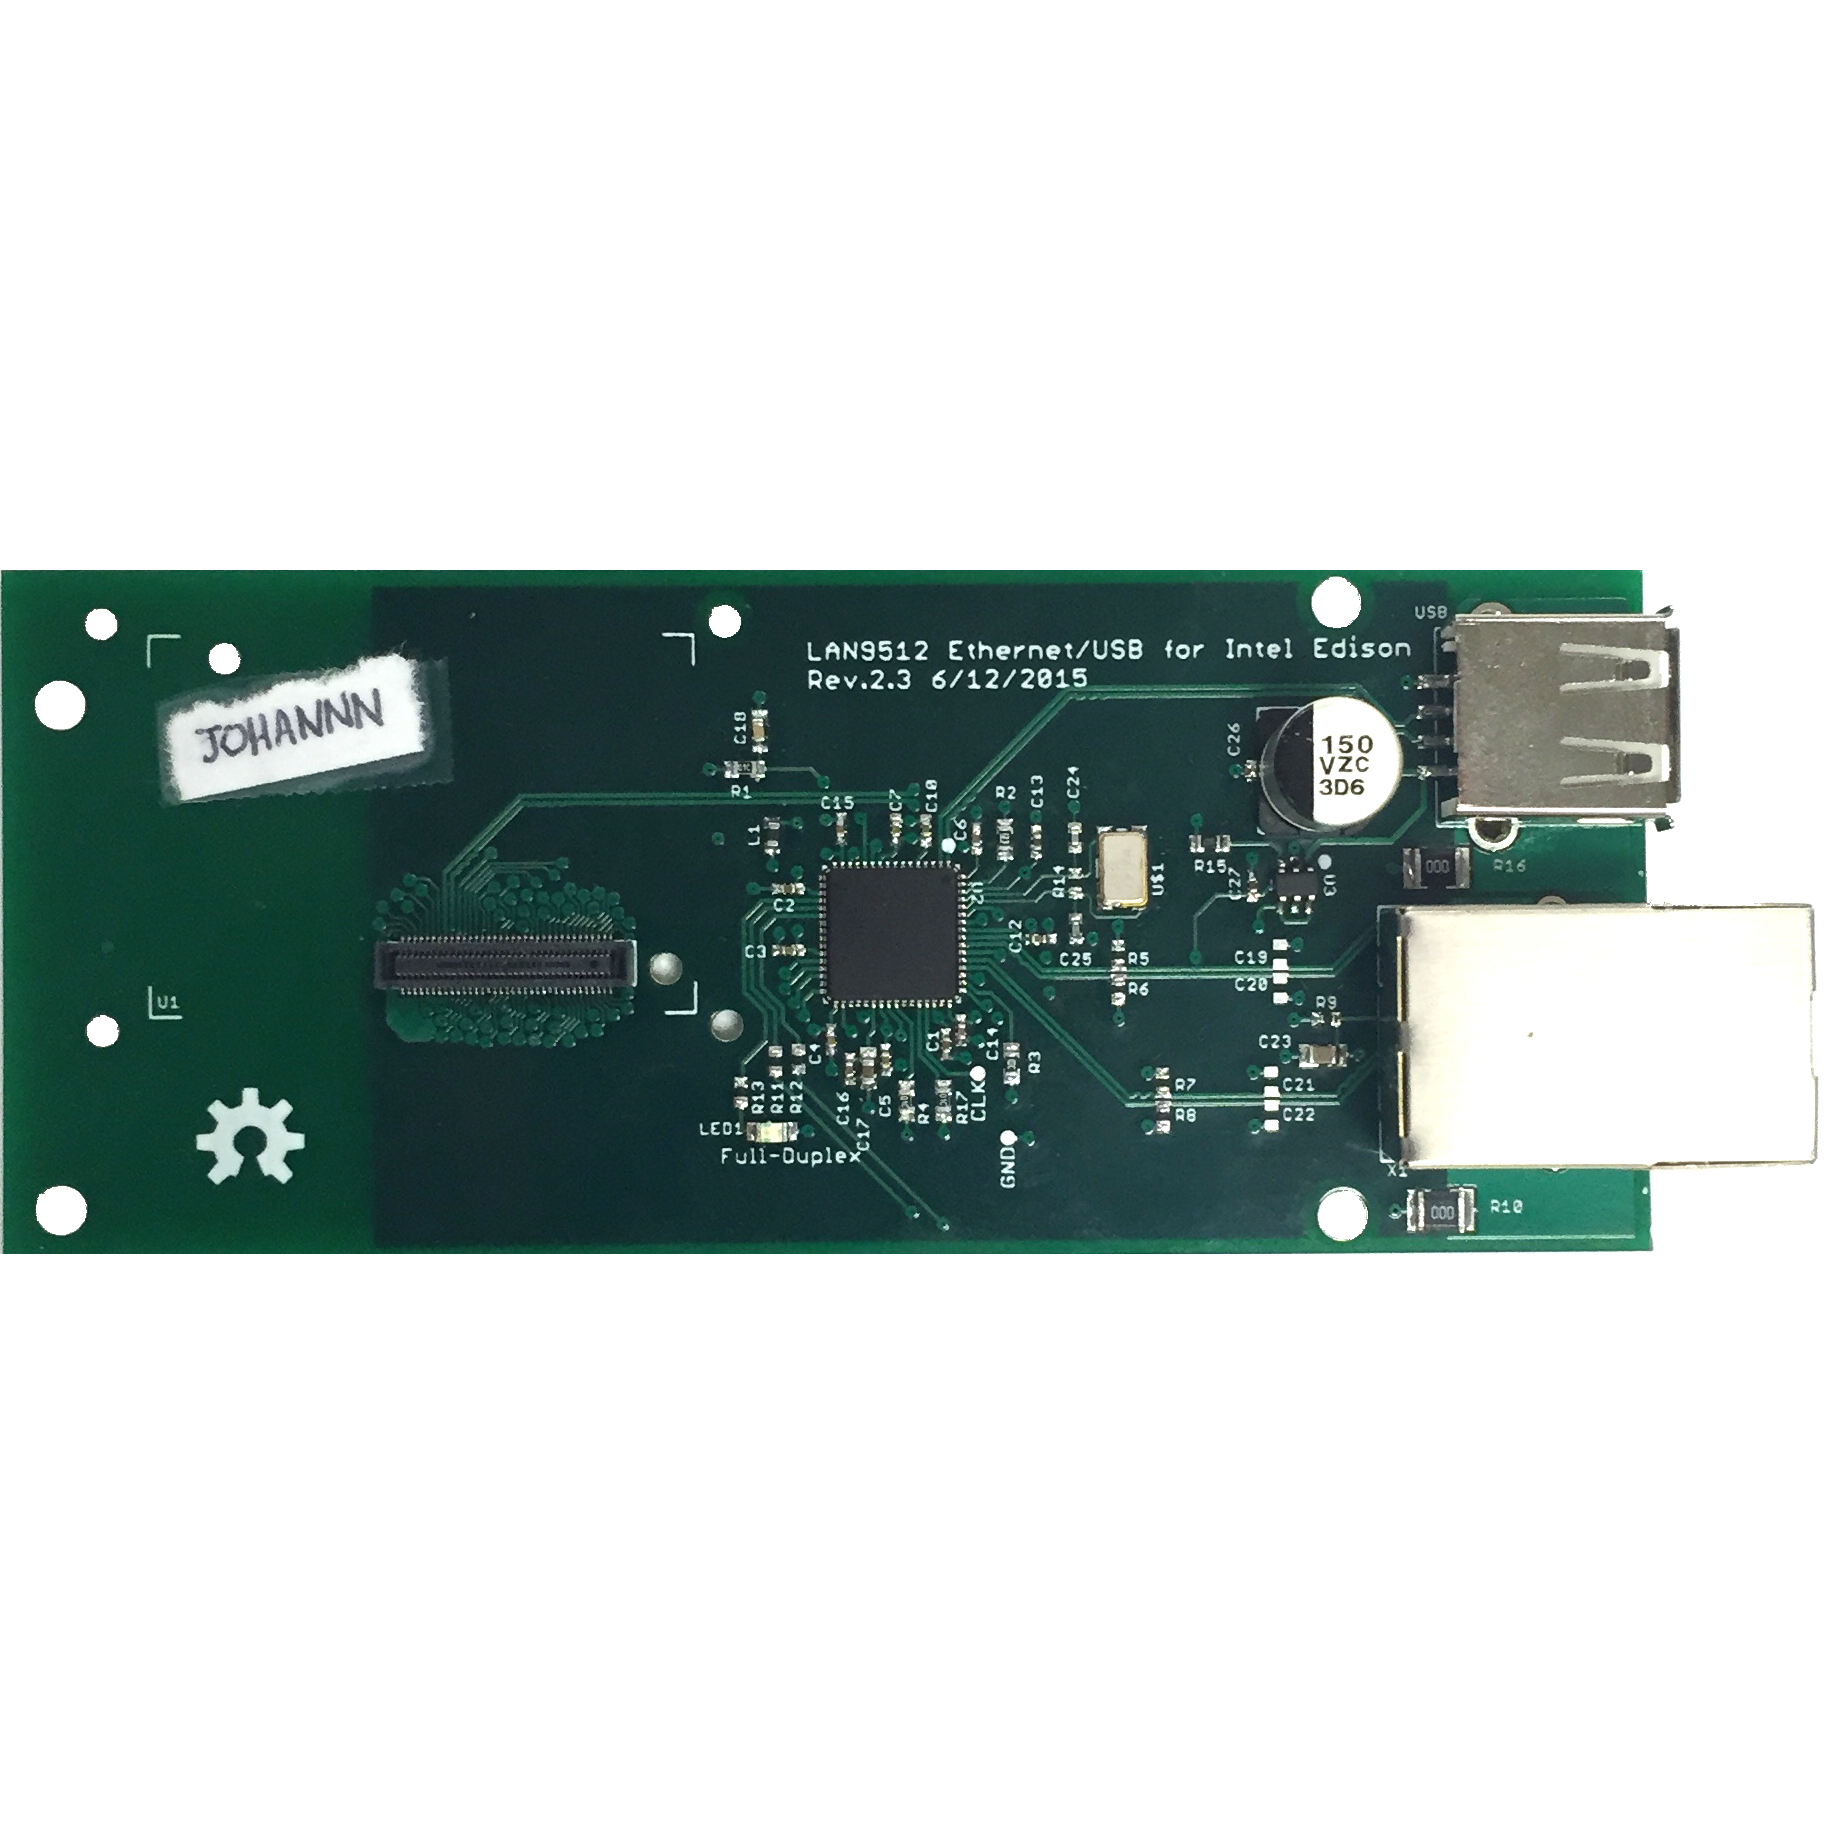 LAN9512 Ethernet/USB for Intel Edison
Rev.2.3 6/12/2015
USB
JOHANNN
C18
R1
C26
150
VZC
3D6
L1
C15
C7
C10
C6
R2
C13
C24
R14
U$1
R15
C27
U3
R16
U2
C2
C3
C12
C25
R5
R6
C19
C20
U1
R9
C23
C4
C1
C14
R3
R13
R11
R12
C16
C17
C5
R4
R17
CLK
R7
R8
C21
C22
LED1
Full-Duplex
GND
X1
R10
000
000